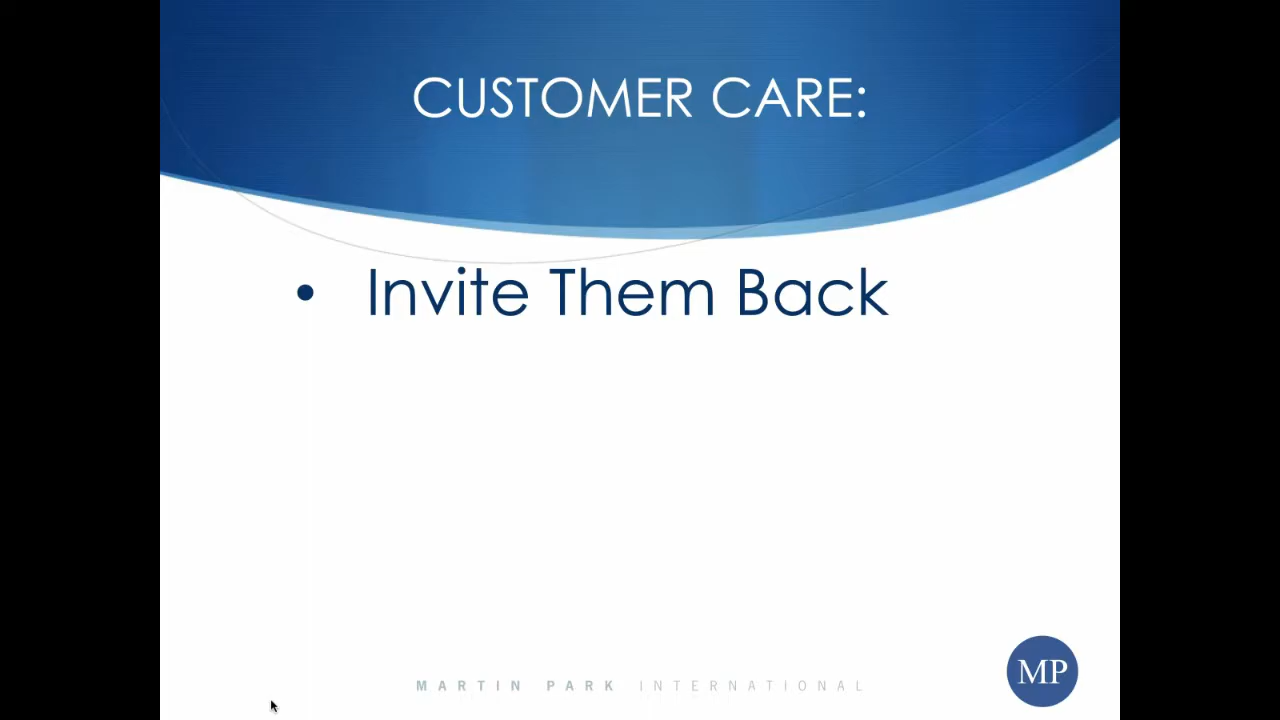 CUSTOMER CARE:
• Invite Them Back
MARTIN PARK INTERNATIONAL
MP